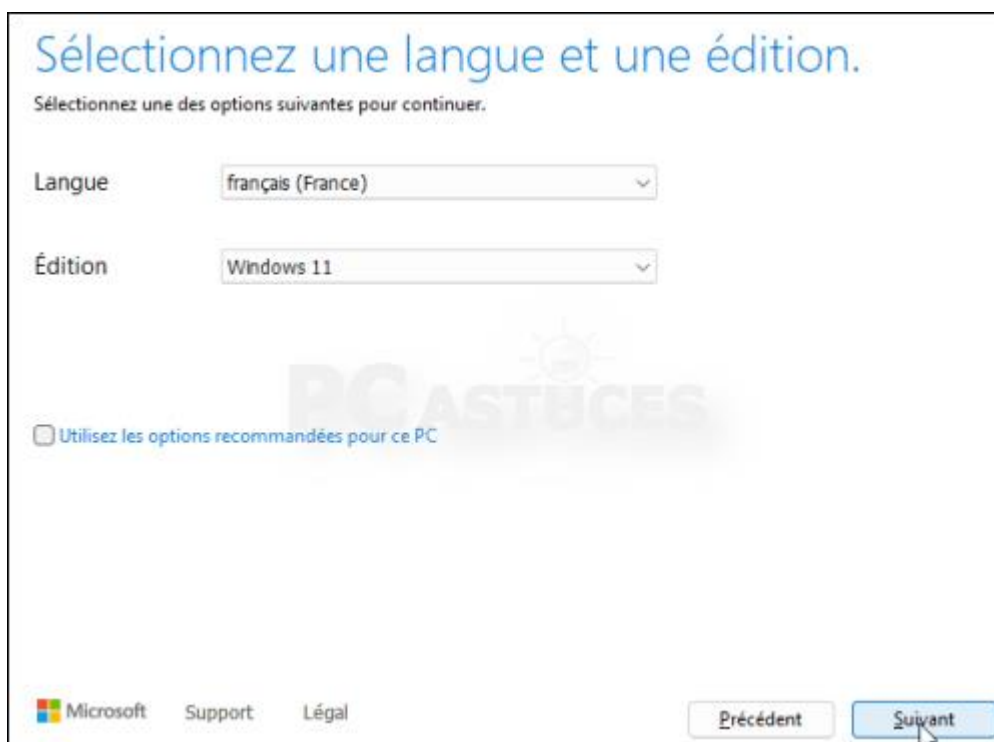 Sélectionnez une langue et une édition.
Sélectionnez une des options suivantes pour continuer.
Langue
français (France)
Édition
Windows 11
PC ASTUCES
Utilisez les options recommandées pour ce PC
Microsoft Support Légal Précédent Suivant